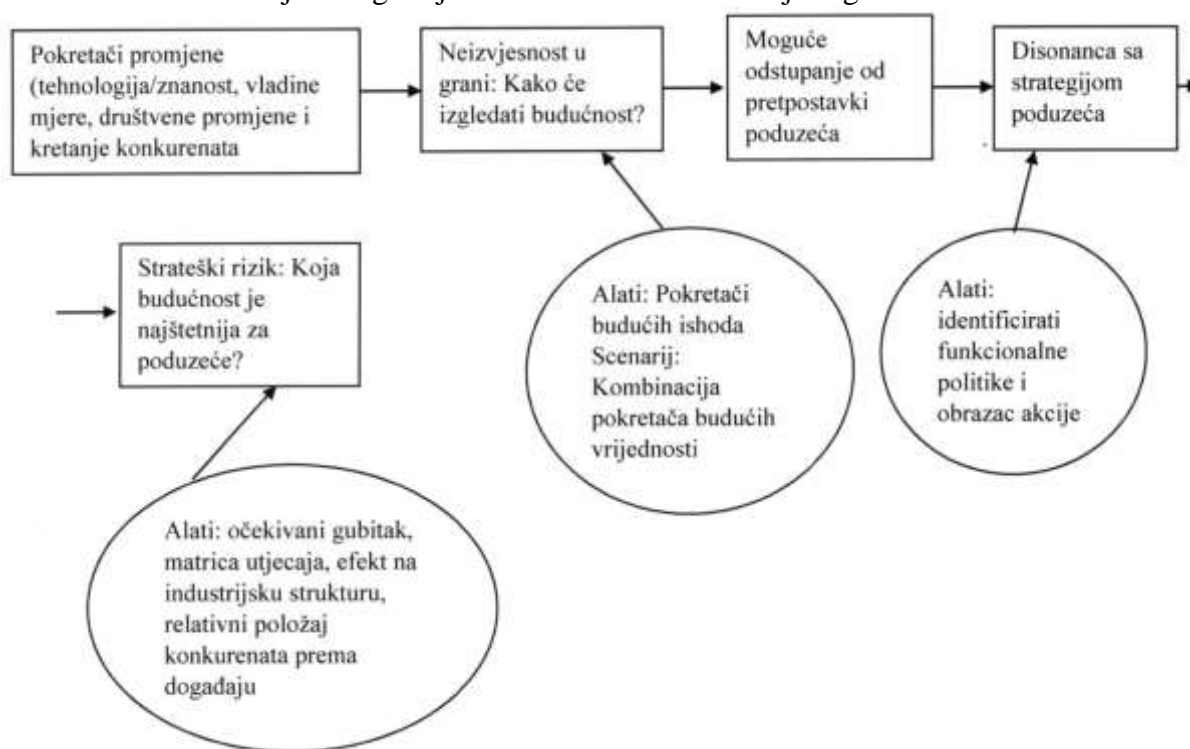 Pokretači promjene
(tehnologija/znanost, vladine
mjere, društvene promjene i
kretanje konkurenata
Neizvjesnost u
grani: Kako će
izgledati budućnost?
Moguće
odstupanje od
pretpostavki
poduzeća
Disonanca sa
strategijom
poduzeća
Strateški rizik: Koja
budućnost je
najštetnija za
poduzeće?
Alati: Pokretači
budućih ishoda
Scenarij:
Kombinacija
pokretača budućih
vrijednosti
Alati:
identificirati
funkcionalne
politike i
obrazac akcije
Alati: očekivani gubitak,
matrica utjecaja, efekt na
industrijsku strukturu,
relativni položaj
konkurenata prema
događaju